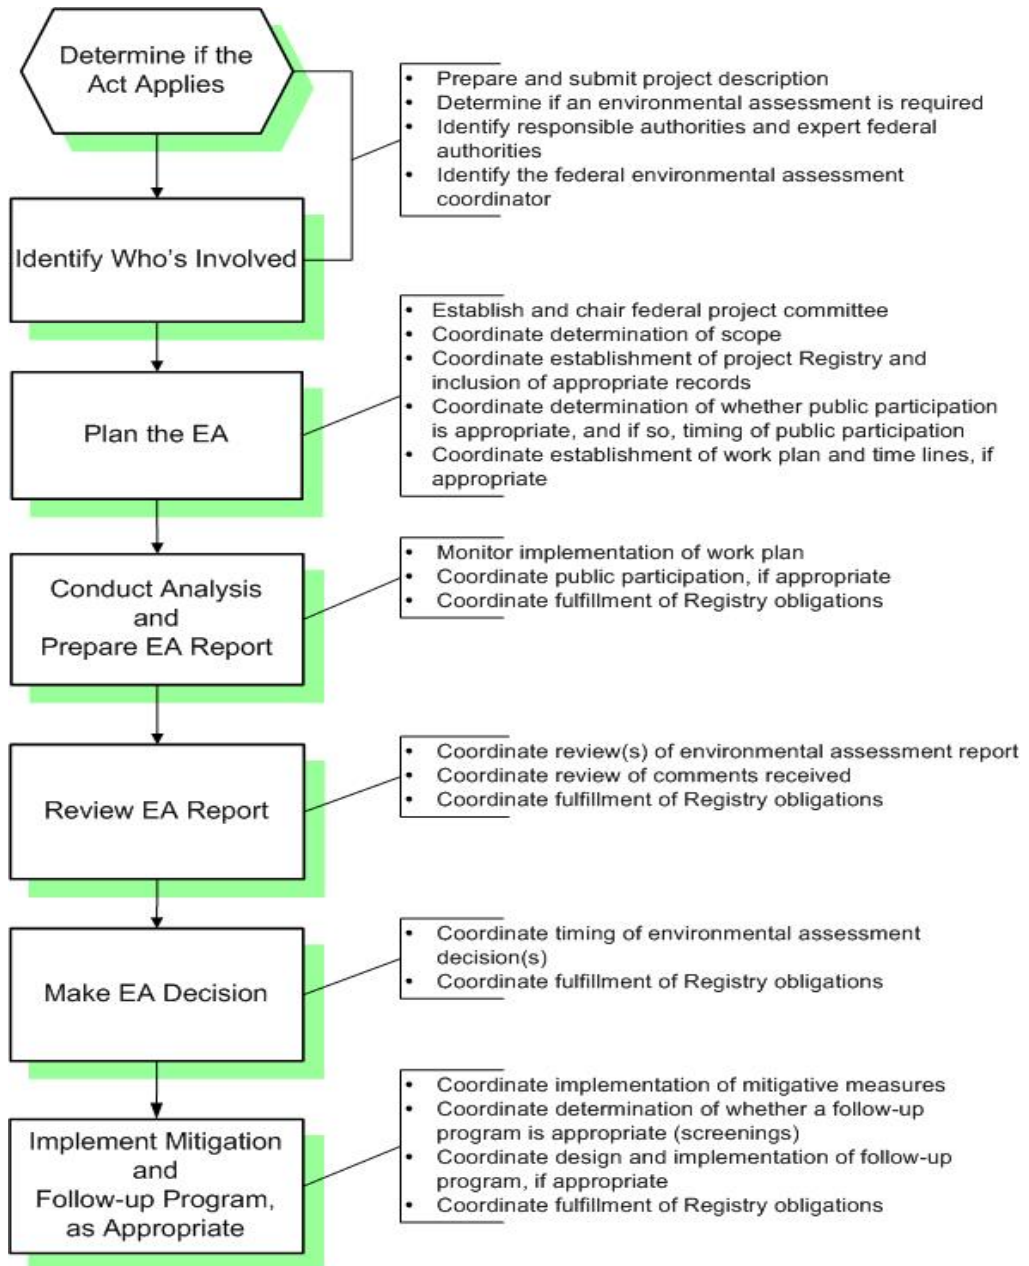 Determine if the
Act Applies
• Prepare and submit project description
• Determine if an environmental assessment is required
• Identify responsible authorities and expert federal
authorities
• Identify the federal environmental assessment
coordinator
Identify Who's Involved
• Establish and chair federal project committee
• Coordinate determination of scope
• Coordinate establishment of project Registry and
inclusion of appropriate records
• Coordinate determination of whether public participation
is appropriate, and if so, timing of public participation
• Coordinate establishment of work plan and time lines, if
appropriate
Plan the EA
• Monitor implementation of work plan
• Coordinate public participation, if appropriate
• Coordinate fulfillment of Registry obligations
Conduct Analysis
and
Prepare EA Report
• Coordinate review(s) of environmental assessment report
• Coordinate review of comments received
• Coordinate fulfillment of Registry obligations
Review EA Report
• Coordinate timing of environmental assessment
decision(s)
• Coordinate fulfillment of Registry obligations
Make EA Decision
• Coordinate implementation of mitigative measures
• Coordinate determination of whether a follow-up
program is appropriate (screenings)
• Coordinate design and implementation of follow-up
program, if appropriate
• Coordinate fulfillment of Registry obligations
Implement Mitigation
and
Follow-up Program,
as Appropriate